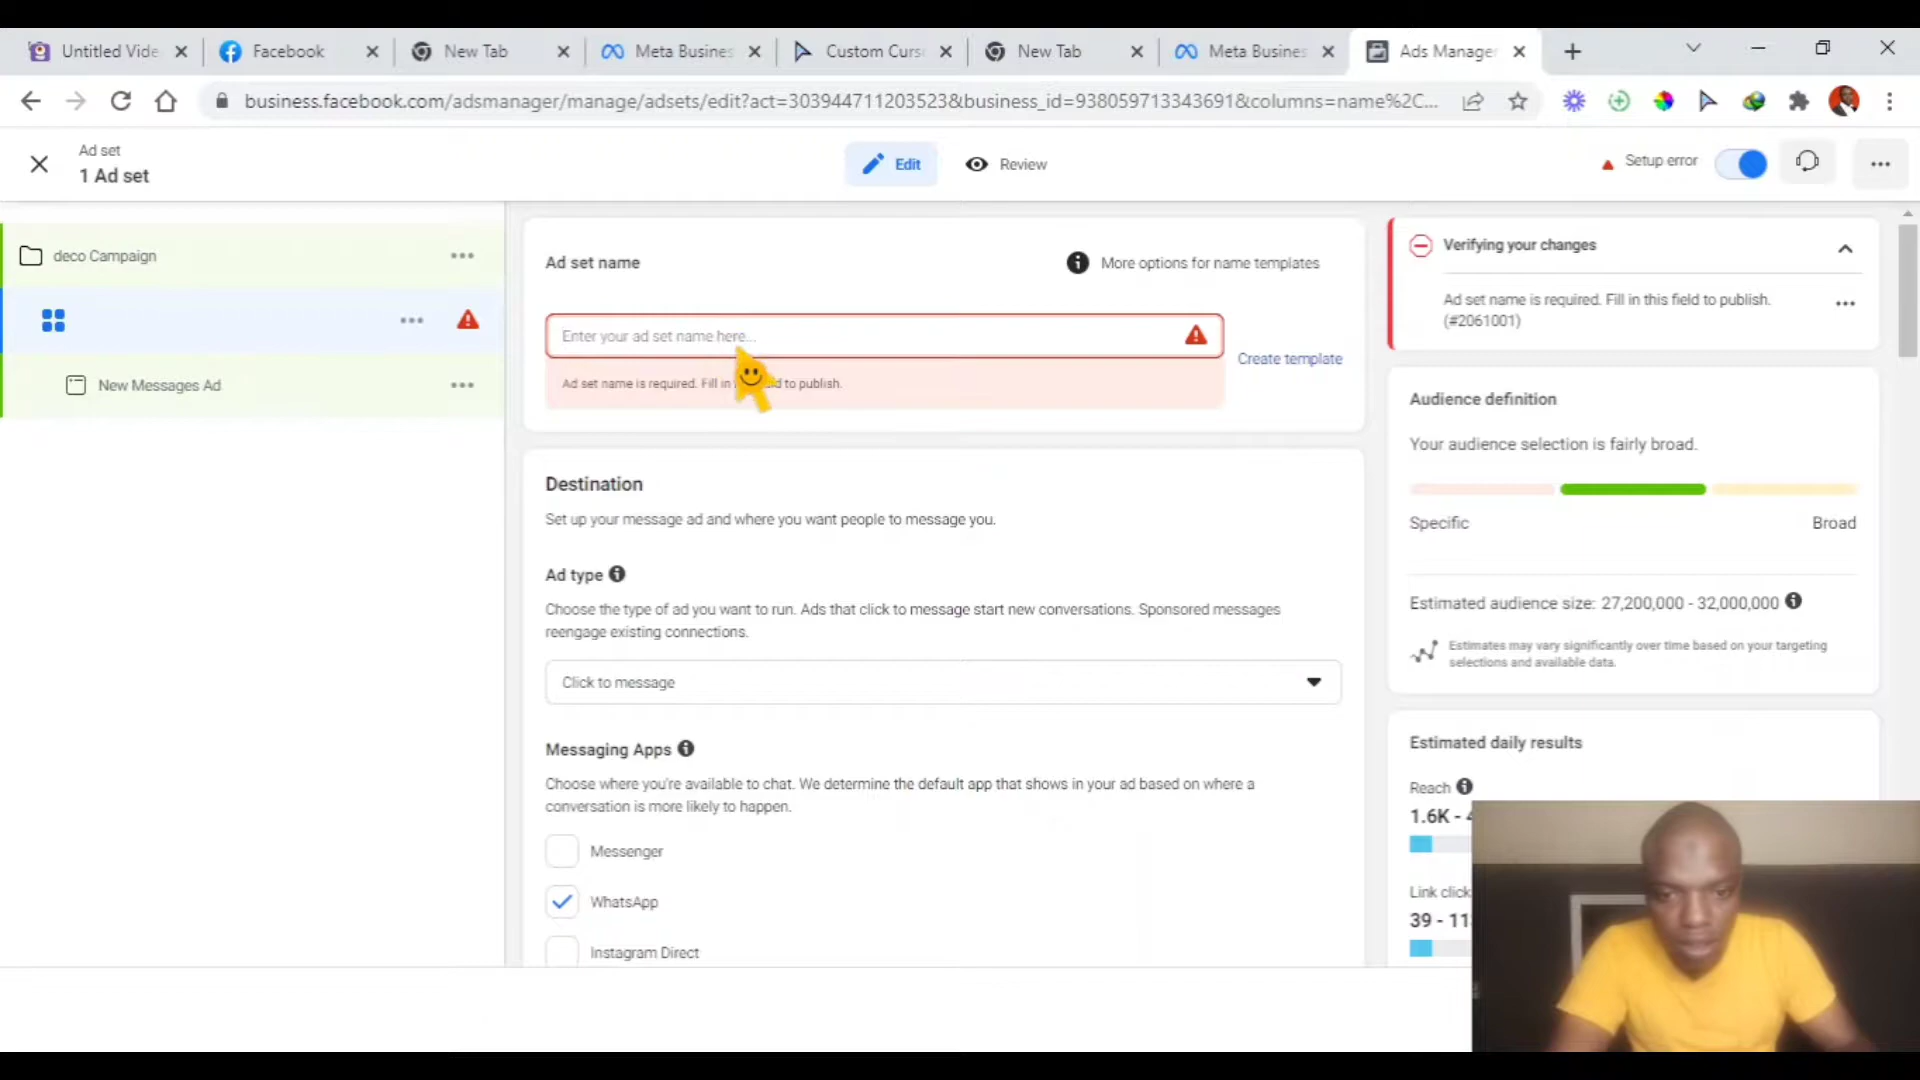 Untitled Vide
Facebook
New Tab
Meta Busines
Custom Curs
New Tab
Meta Busines
Ads Manager
business.facebook.com/adsmanager/manage/adsets/edit?act=303944711203523&business_id=938059713343691&columns=name%2C...
Ad set
1 Ad set
Edit
Review
Setup error
deco Campaign
New Messages Ad
Ad set name
More options for name templates
Enter your ad set name here...
Create template
Ad set name is required. Fill in to publish.
Destination
Set up your message ad and where you want people to message you.
Ad type
Choose the type of ad you want to run. Ads that click to message start new conversations. Sponsored messages
reengage existing connections.
Click to message
Messaging Apps
Choose where you're available to chat. We determine the default app that shows in your ad based on where a
conversation is more likely to happen.
Messenger
WhatsApp
Instagram Direct
Verifying your changes
Ad set name is required. Fill in this field to publish.
(#2061001)
Audience definition
Your audience selection is fairly broad.
Specific
Broad
Estimated audience size: 27,200,000 - 32,000,000
Estimates may vary significantly over time based on your targeting
selections and available data.
Estimated daily results
Reach
1.6K -
Link click
39 - 11